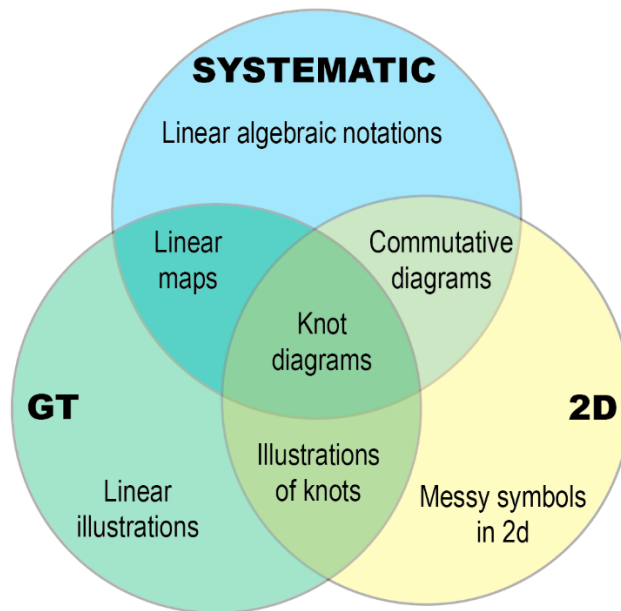 SYSTEMATIC
Linear algebraic notations
Linear
maps
Commutative
diagrams
Knot
diagrams
GT
2D
Illustrations
of knots
Linear
illustrations
Messy symbols
in 2d